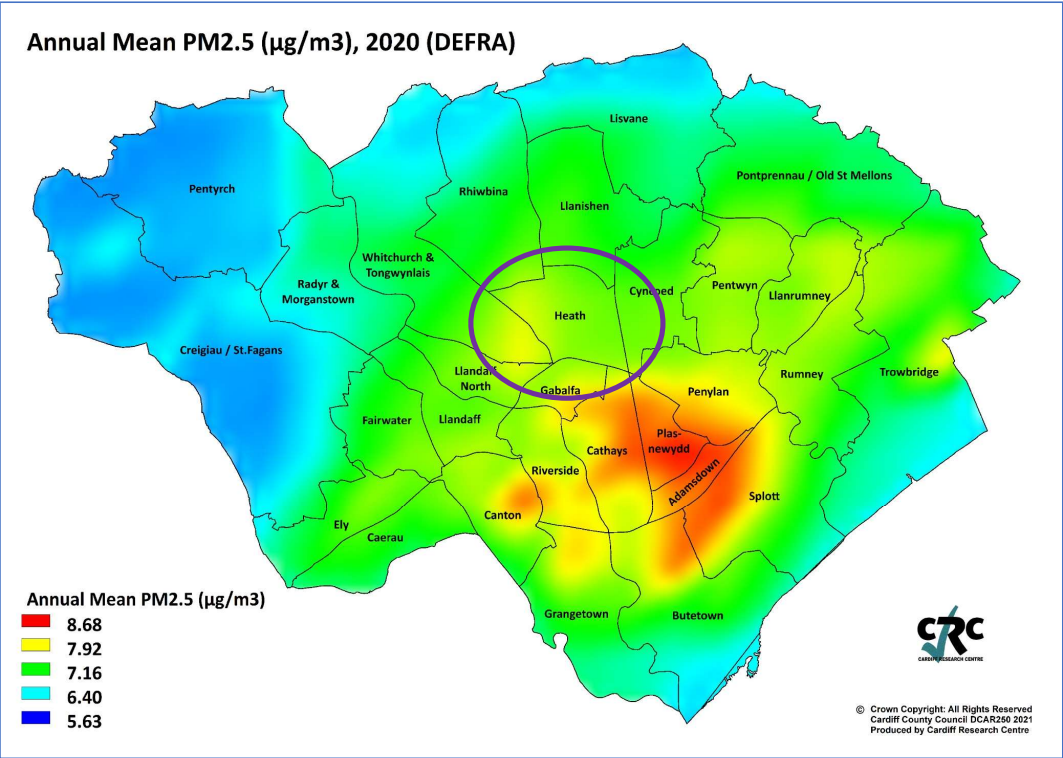 Annual Mean PM2.5 (µg/m3), 2020 (DEFRA)
Lisvane
Pontprennau / Old St Mellons
Pentyrch
Rhiwbina
Llanishen
Whitchurch &
Tongwynlais
Radyr &
Morganstown
Cyncoed
Pentwyn
Llanrumney
Heath
Creigiau / St.Fagans
Llandaff
North
Gabalfa
Penylan
Rumney
Trowbridge
Fairwater
Llandaff
Plas-
newydd
Cathays
Riverside
Adamsdown
Splott
Canton
Ely
Caerau
Grangetown
Butetown
Annual Mean PM2.5 (µg/m3)
8.68
7.92
7.16
6.40
5.63
CRC
CARDIFF RESEARCH CENTRE
© Crown Copyright: All Rights Reserved
Cardiff County Council DCAR250 2021
Produced by Cardiff Research Centre